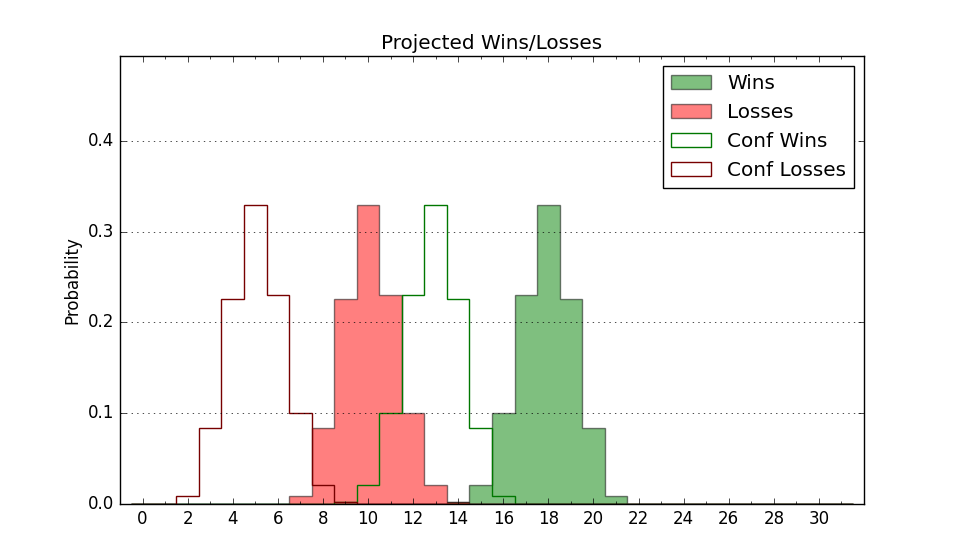 Projected Wins/Losses
Wins
Losses
Conf Wins
Conf Losses
Probability
0.4
0.3
0.2
0.1
0.0
0 2 4 6 8 10 12 14 16 18 20 22 24 26 28 30